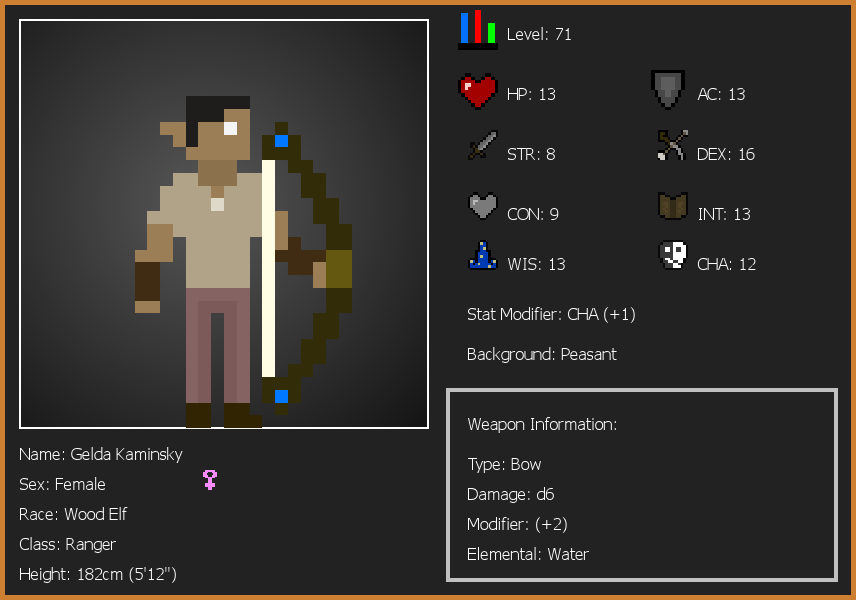 Level: 71
HP: 13
AC: 13
STR: 8
DEX: 16
CON: 9
INT: 13
WIS: 13
CHA: 12
Stat Modifier: CHA (+1)
Background: Peasant
Weapon Information:
Type: Bow
Damage: d6
Modifier: (+2)
Elemental: Water
Name: Gelda Kaminsky
Sex: Female
Race: Wood Elf
Class: Ranger
Height: 182cm (5'12")